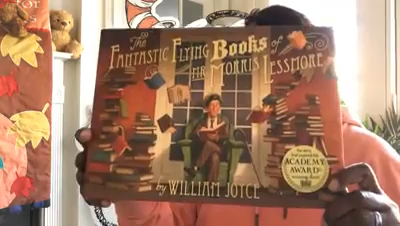 The
Fantastic Flying Books of
Mr. Morris Lessmore
by William Joyce
ACADEMY
AWARD